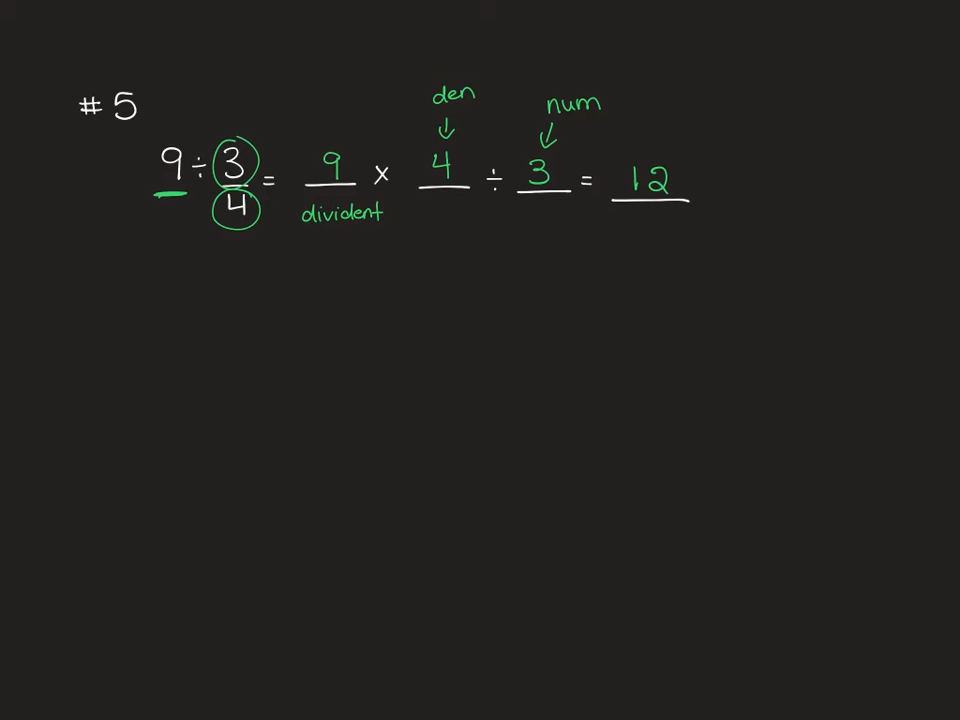 # 5
den
num
↓ ↓
9 ÷ 3/4 = 9 x 4 ÷ 3 = 12
divident